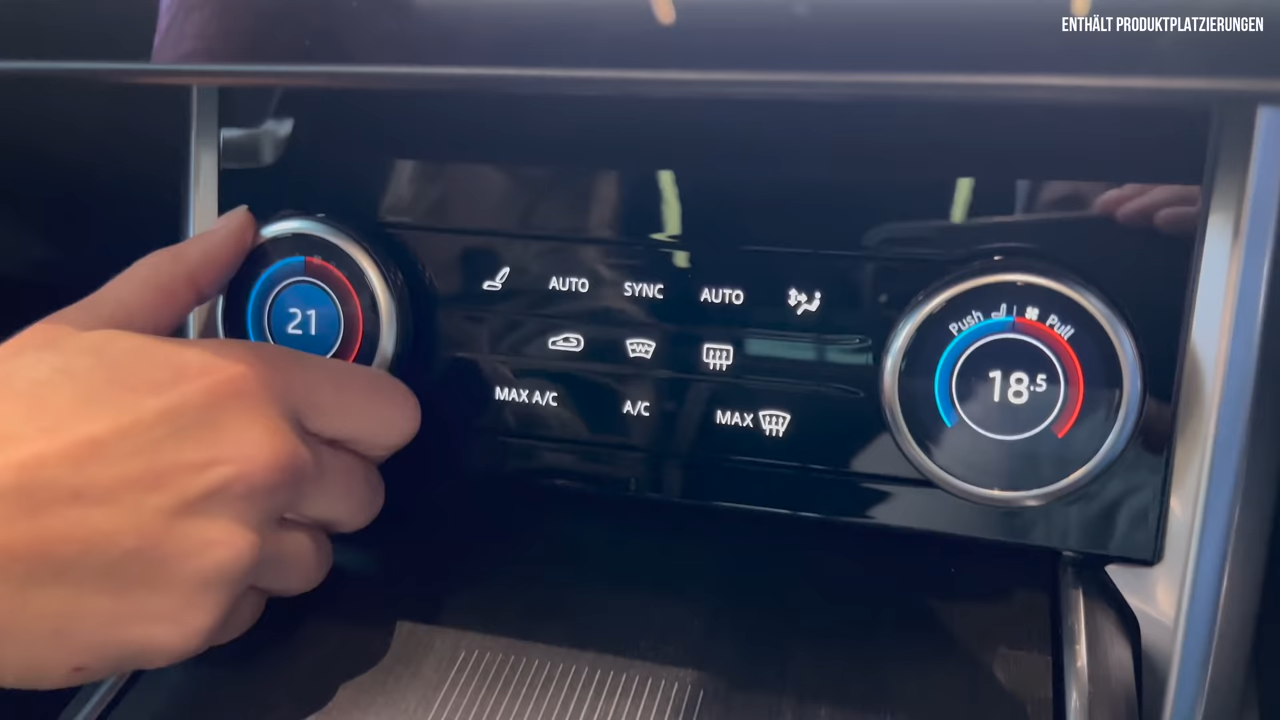 ENTHÄLT PRODUKTPLATZIERUNGEN
21
AUTO
SYNC
AUTO
MAX A/C
A/C
MAX
Push
Pull
18.5